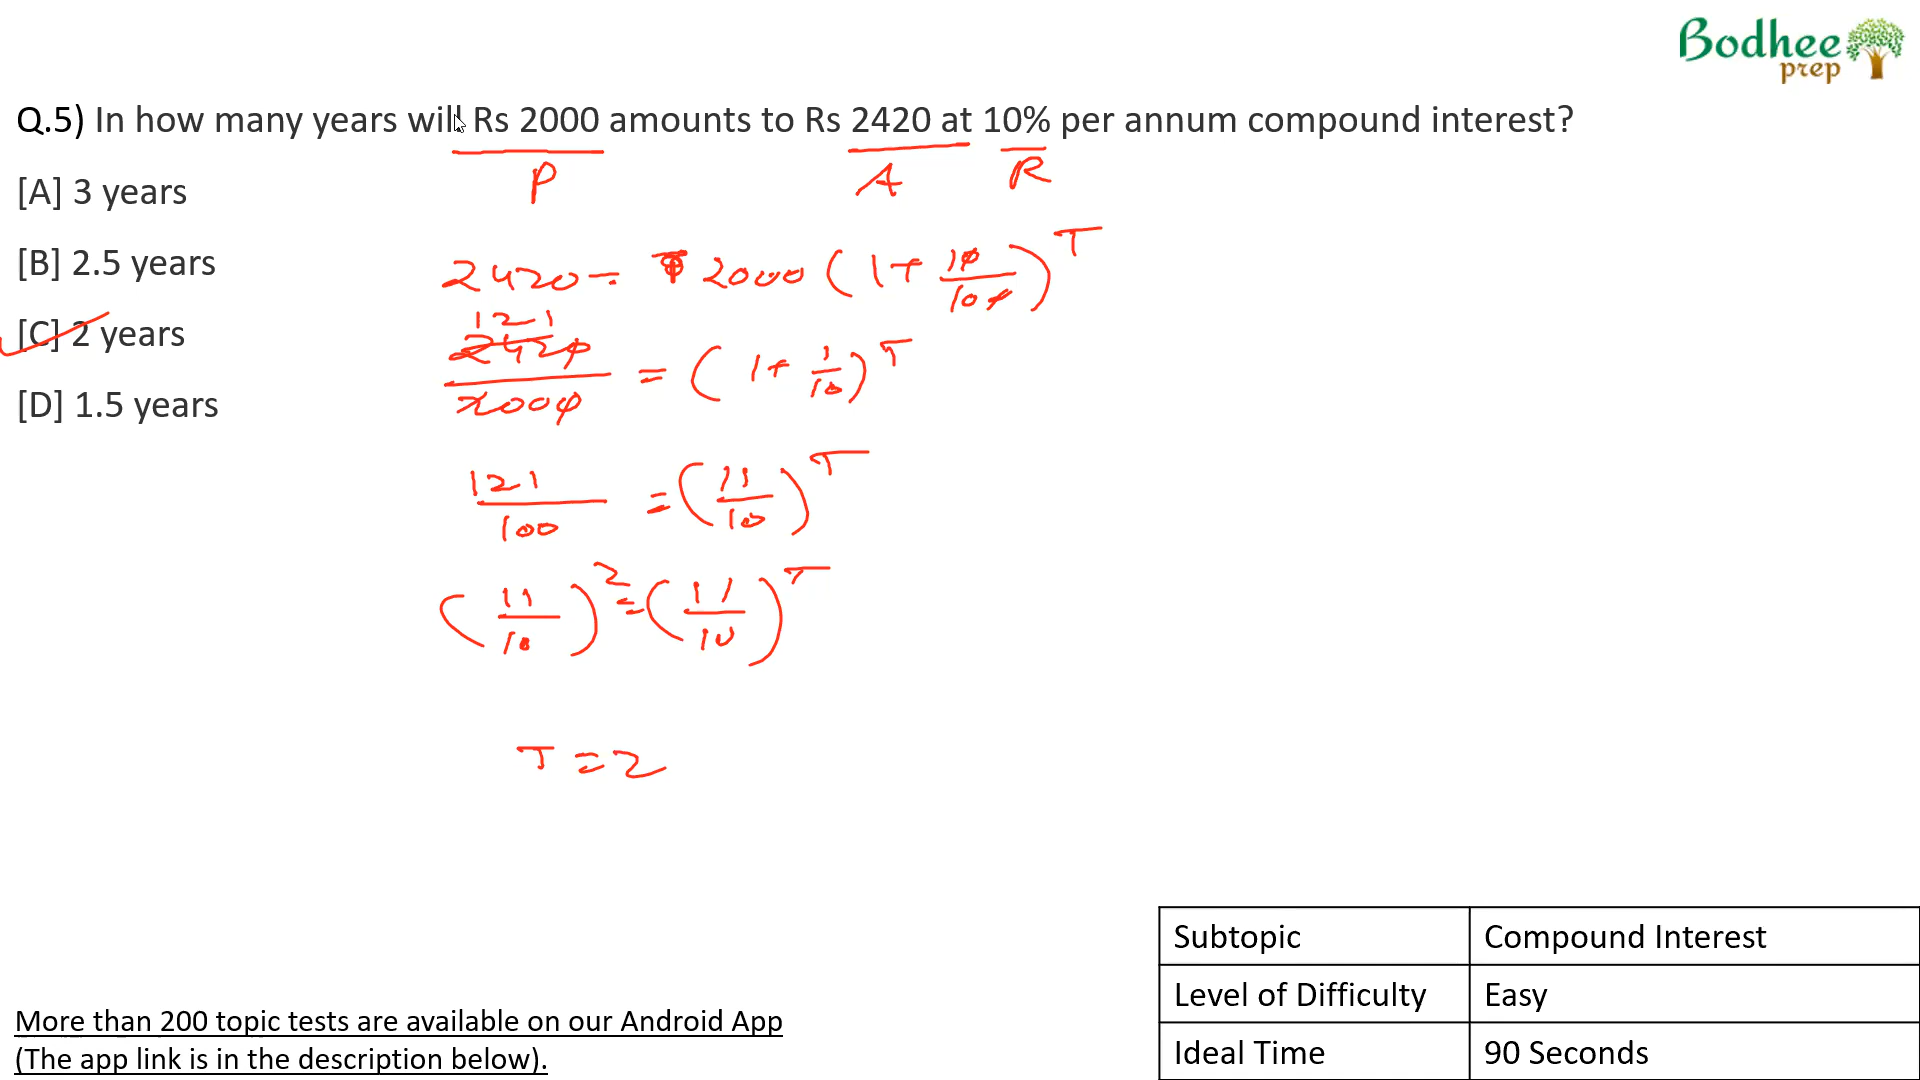 Bodhee
prep
Q.5) In how many years will Rs 2000 amounts to Rs 2420 at 10% per annum compound interest?
P A R
[A] 3 years
[B] 2.5 years
[C] 2 years
[D] 1.5 years
2420 = 2000 (1+10/100)^T
121
2420/2000 = (1+1/10)^T
121/100 = (11/10)^T
(11/10)^2 = (11/10)^T
T = 2
Subtopic Compound Interest
Level of Difficulty Easy
Ideal Time 90 Seconds
More than 200 topic tests are available on our Android App
(The app link is in the description below).